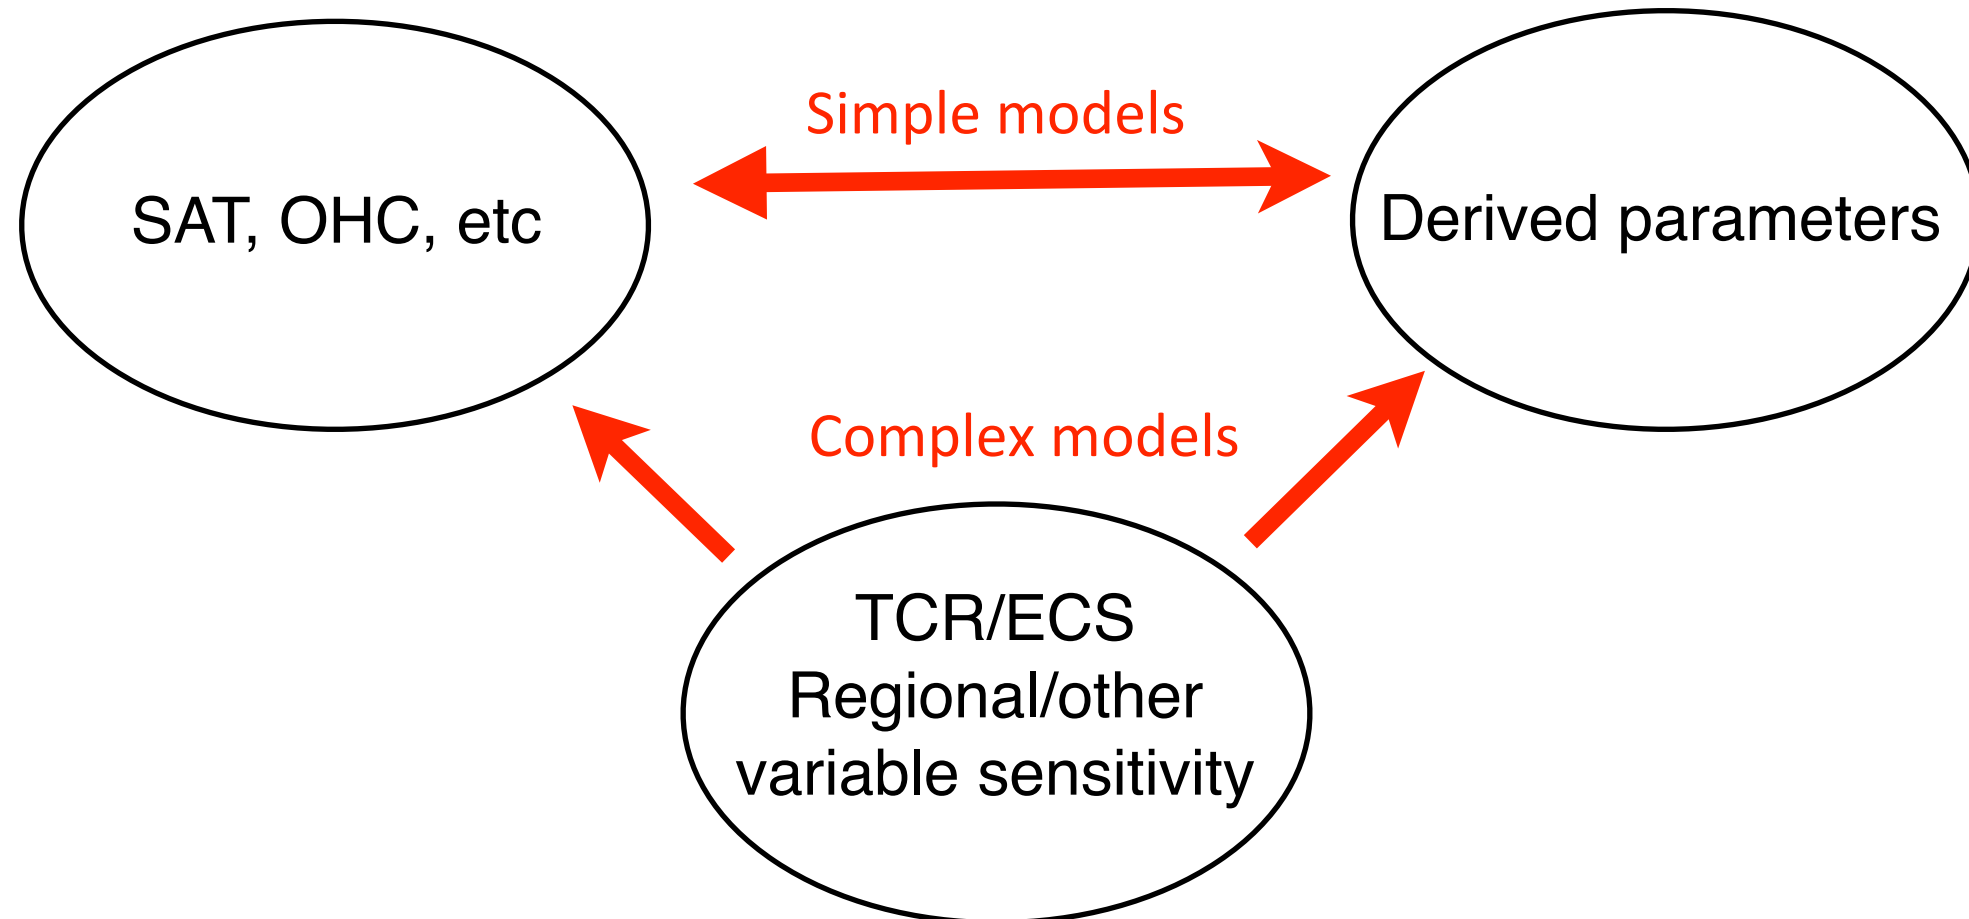 Simple models
SAT, OHC, etc
Derived parameters
Complex models
TCR/ECS
Regional/other
variable sensitivity